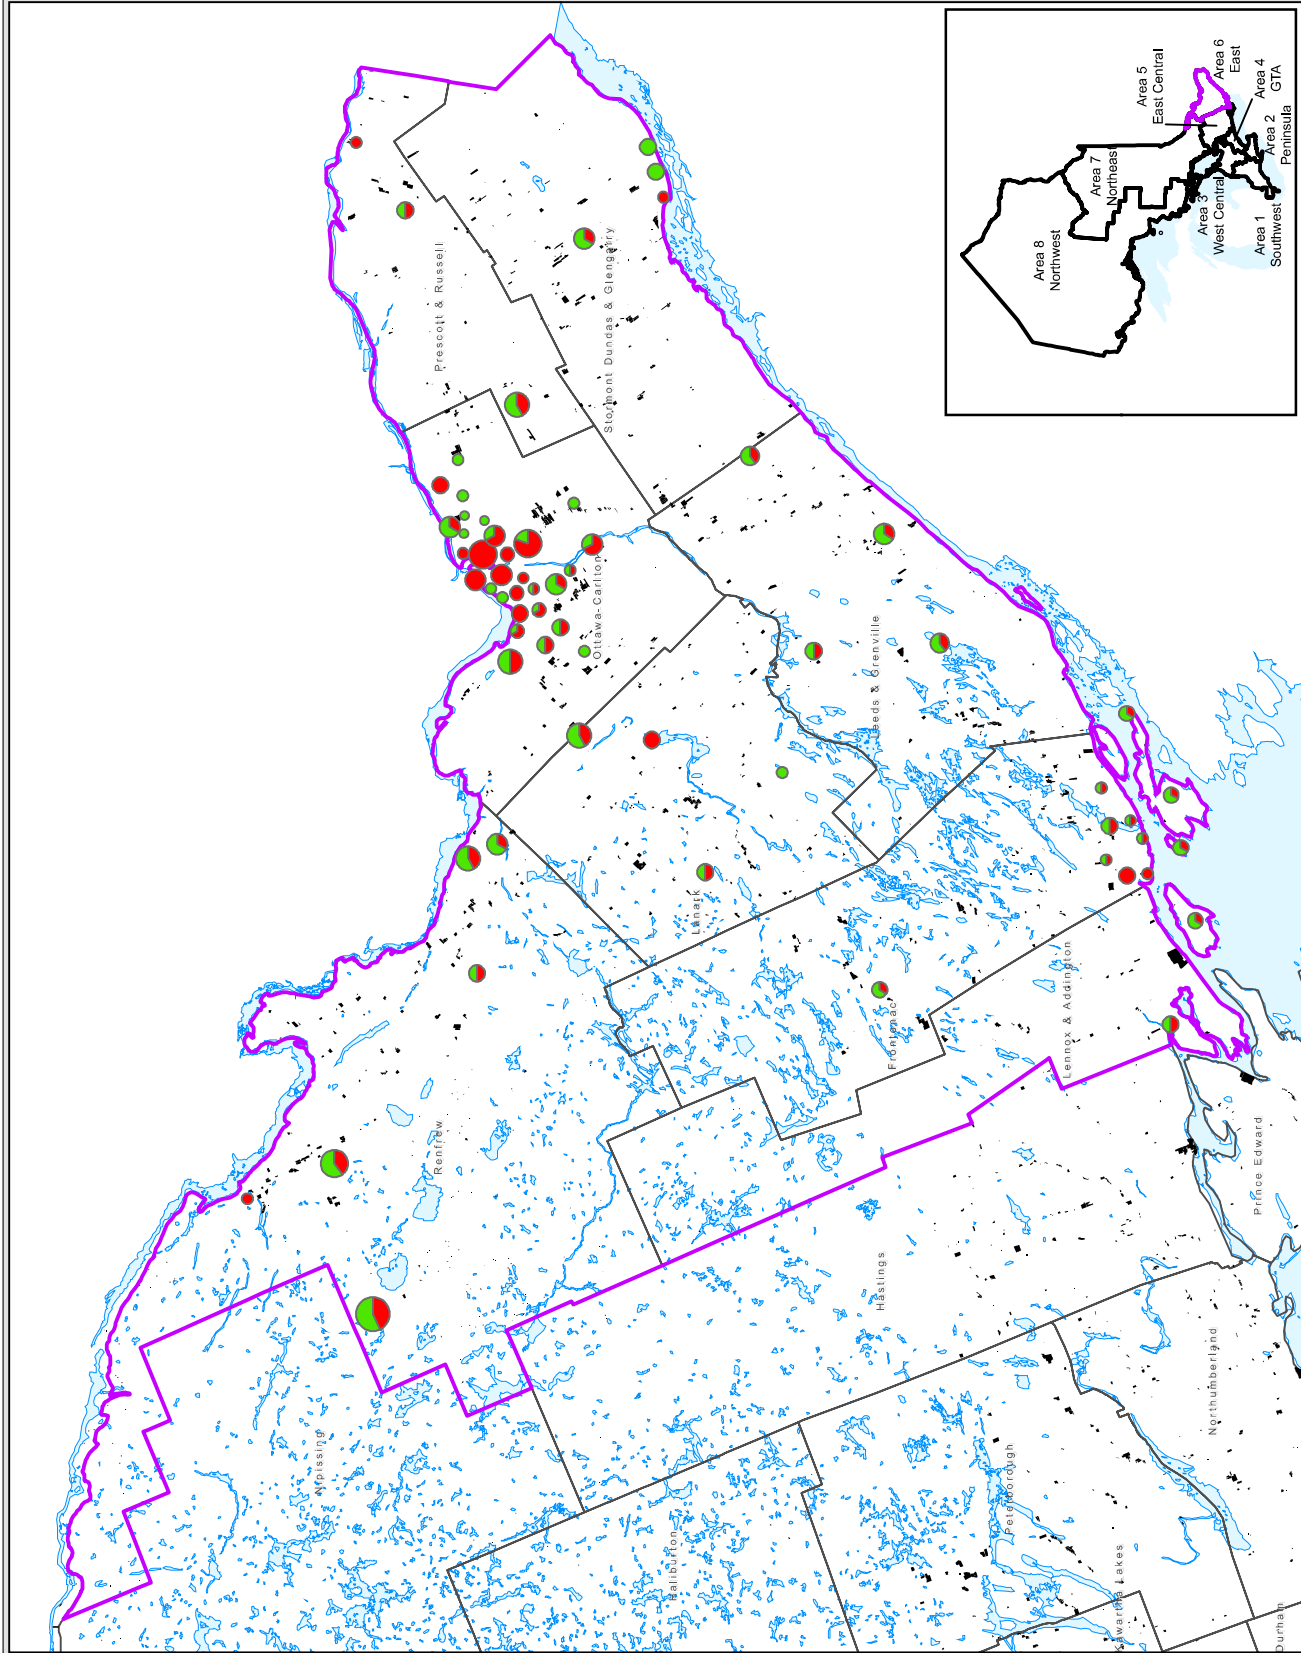 Prescott & Russell
Stormont Dundas & Glengarry
Ottawa-Carlton
Leeds & Grenville
Lanark
Frontenac
Lennox & Addington
Renfrew
Prince Edward
Hastings
Northumberland
Nipissing
Peterborough
Haliburton
Kawartha Lakes
Durham
Area 5
East Central
Area 6
East
Area 4
GTA
Area 2
Peninsula
Area 7
Northeast
Area 3
West Central
Area 1
Southwest
Area 8
Northwest